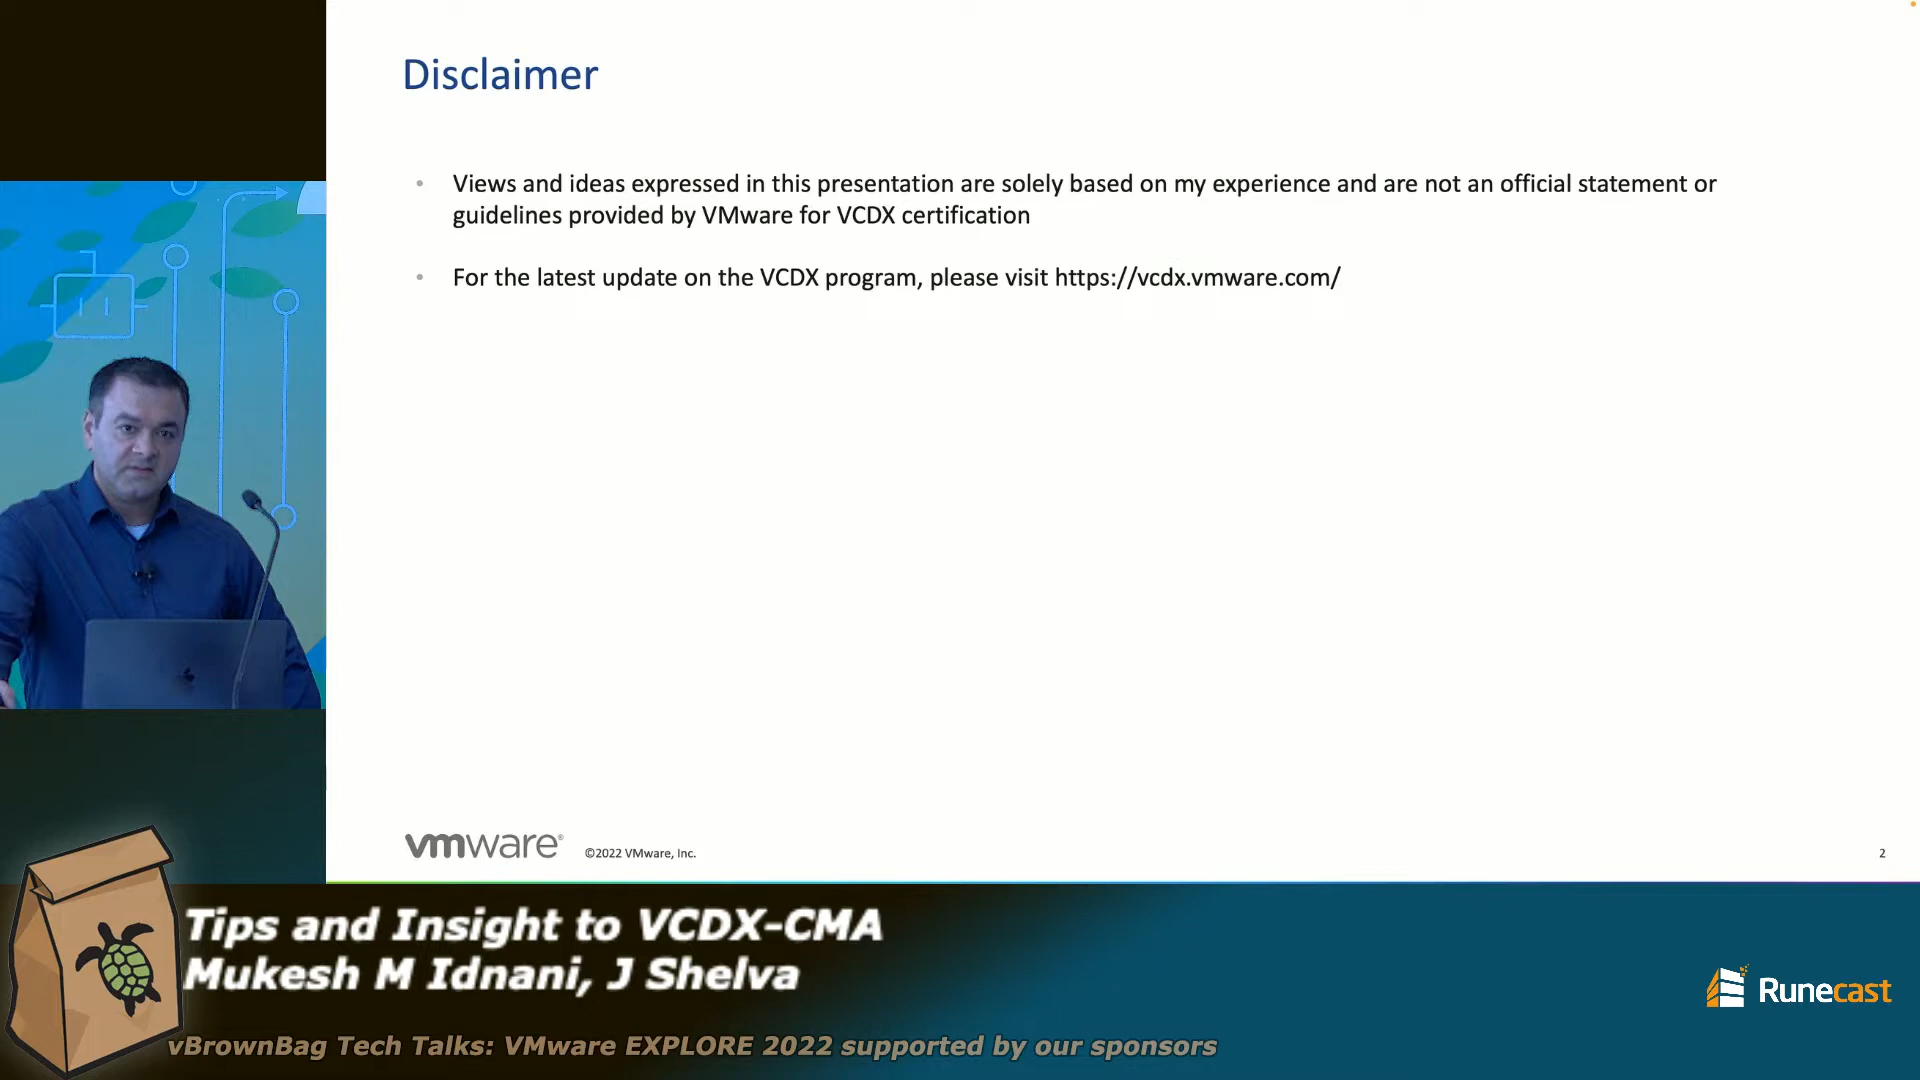 Disclaimer
• Views and ideas expressed in this presentation are solely based on my experience and are not an official statement or
guidelines provided by VMware for VCDX certification
• For the latest update on the VCDX program, please visit https://vcdx.vmware.com/
vmware®
©2022 VMware, Inc.
2
Tips and Insight to VCDX-CMA
Mukesh M Idnani, J Shelva
Runecast
vBrownBag Tech Talks: VMware EXPLORE 2022 supported by our sponsors